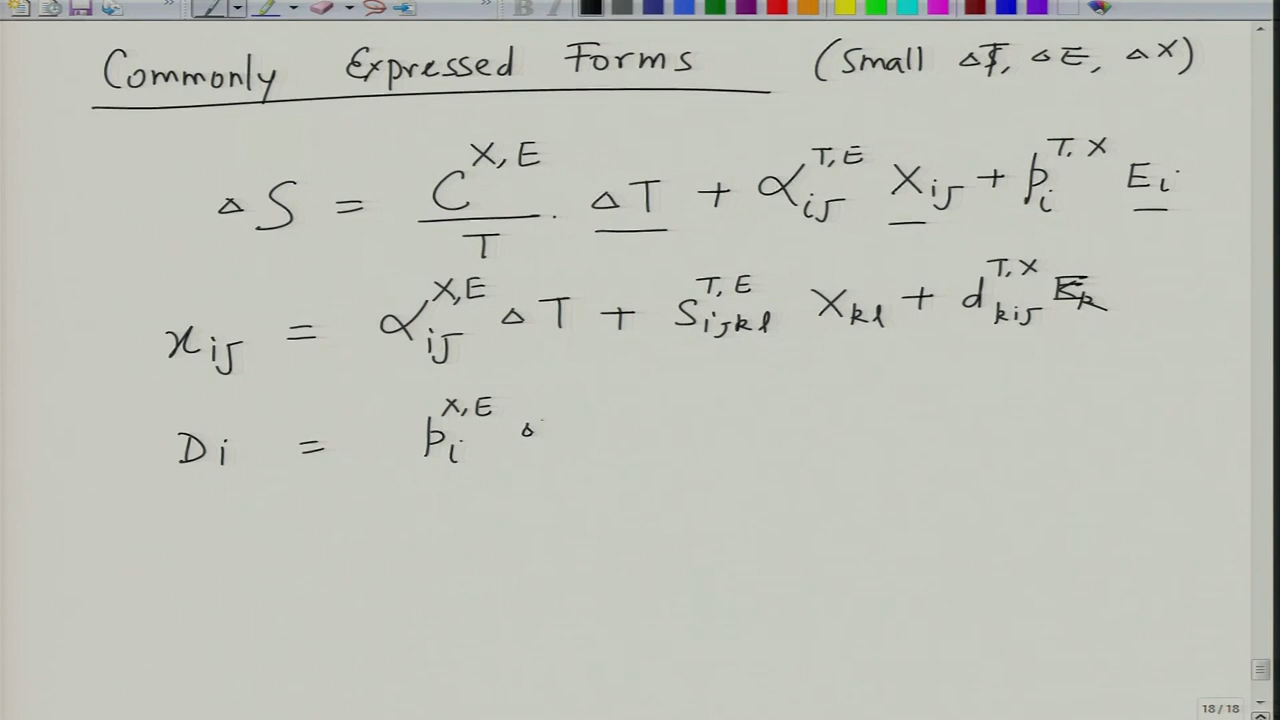 Commonly Expressed Forms (Small ΔT, ΔE, ΔX)
ΔS = C^{X,E}/T · ΔT + α_{ij}^{T,E} X_{ij} + p_i^{T,X} E_i
x_{ij} = α_{ij}^{X,E} ΔT + s_{ijkl}^{T,E} X_{kl} + d_{kij}^{T,X} E_k
D_i = p_i^{X,E} Δ
18 / 18